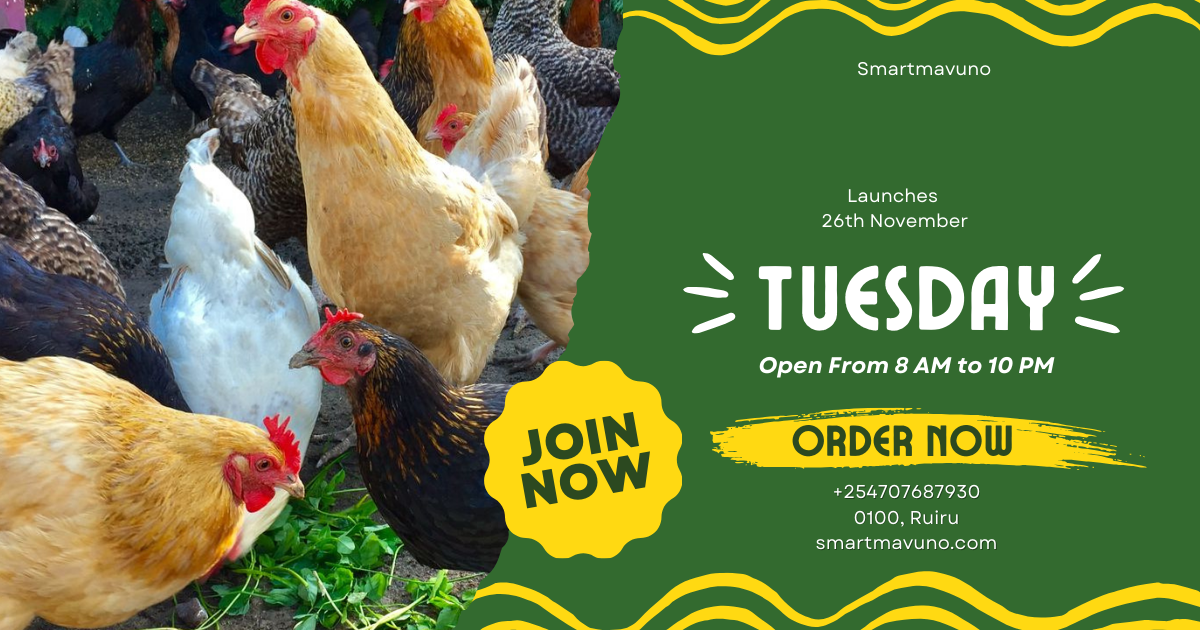 Smartmavuno
Launches
26th November
TUESDAY
Open From 8 AM to 10 PM
JOIN
NOW
ORDER NOW
+254707687930
0100, Ruiru
smartmavuno.com